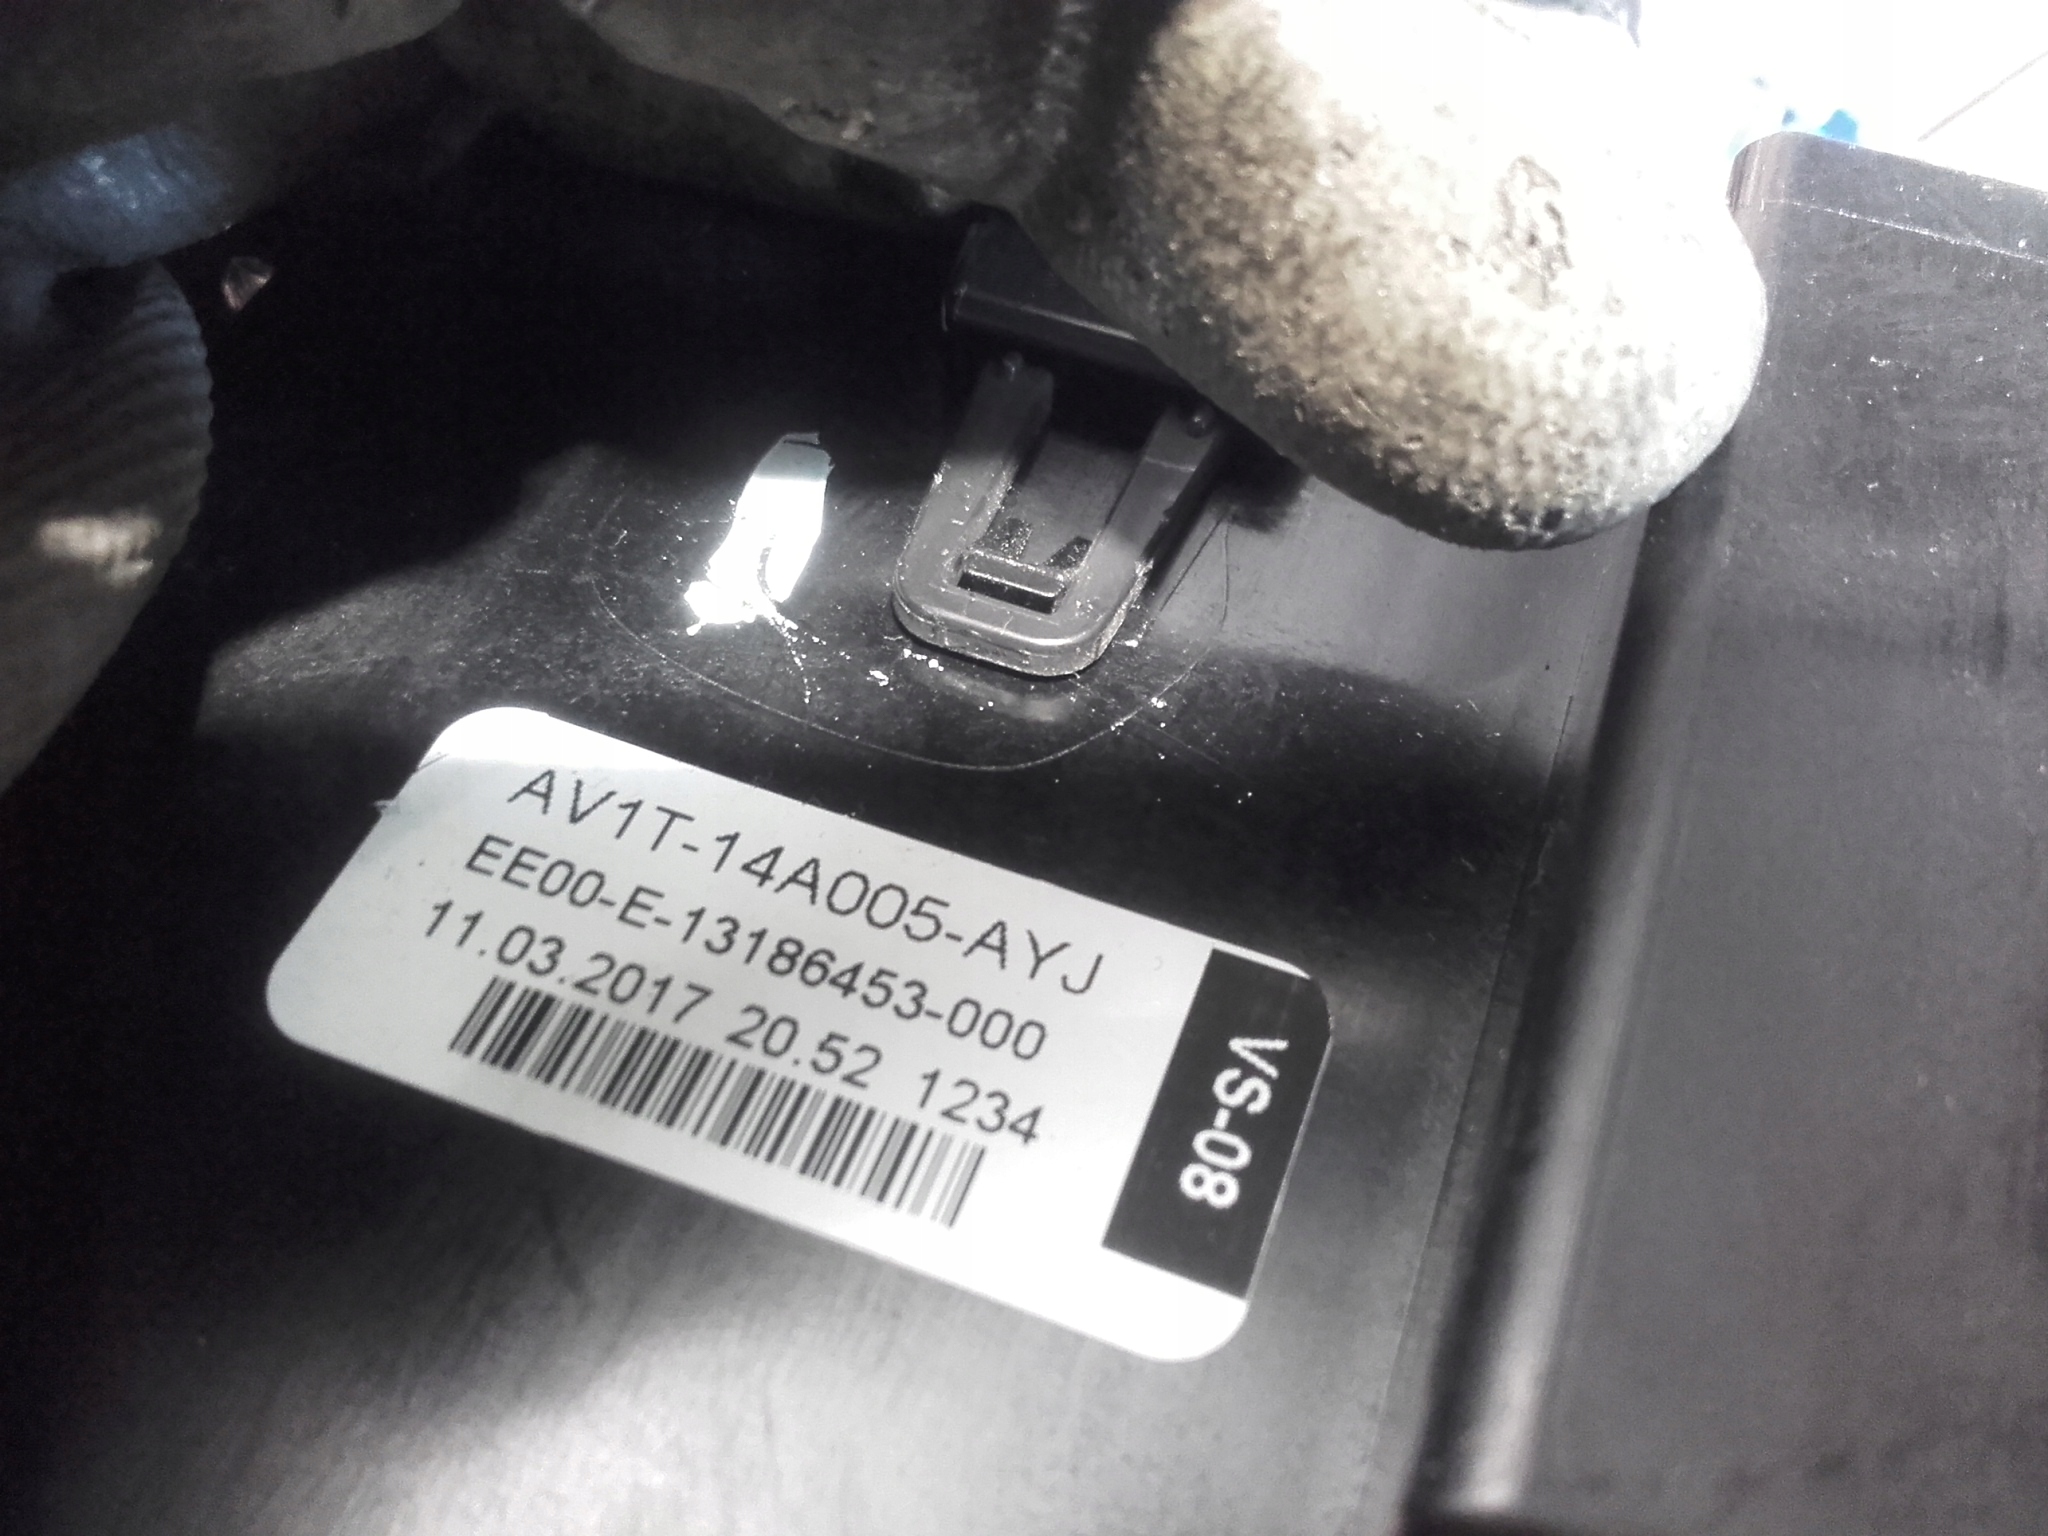 AV1T-14A005-AYJ
EE00-E-13186453-000
11.03.2017 20.52 1234
VS-08